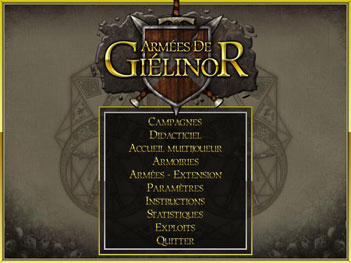 Armées De
Giélinor
Campagnes
Didacticiel
Accueil multijoueur
Armoiries
Armées - Extension
Paramètres
Instructions
Statistiques
Exploits
Quitter